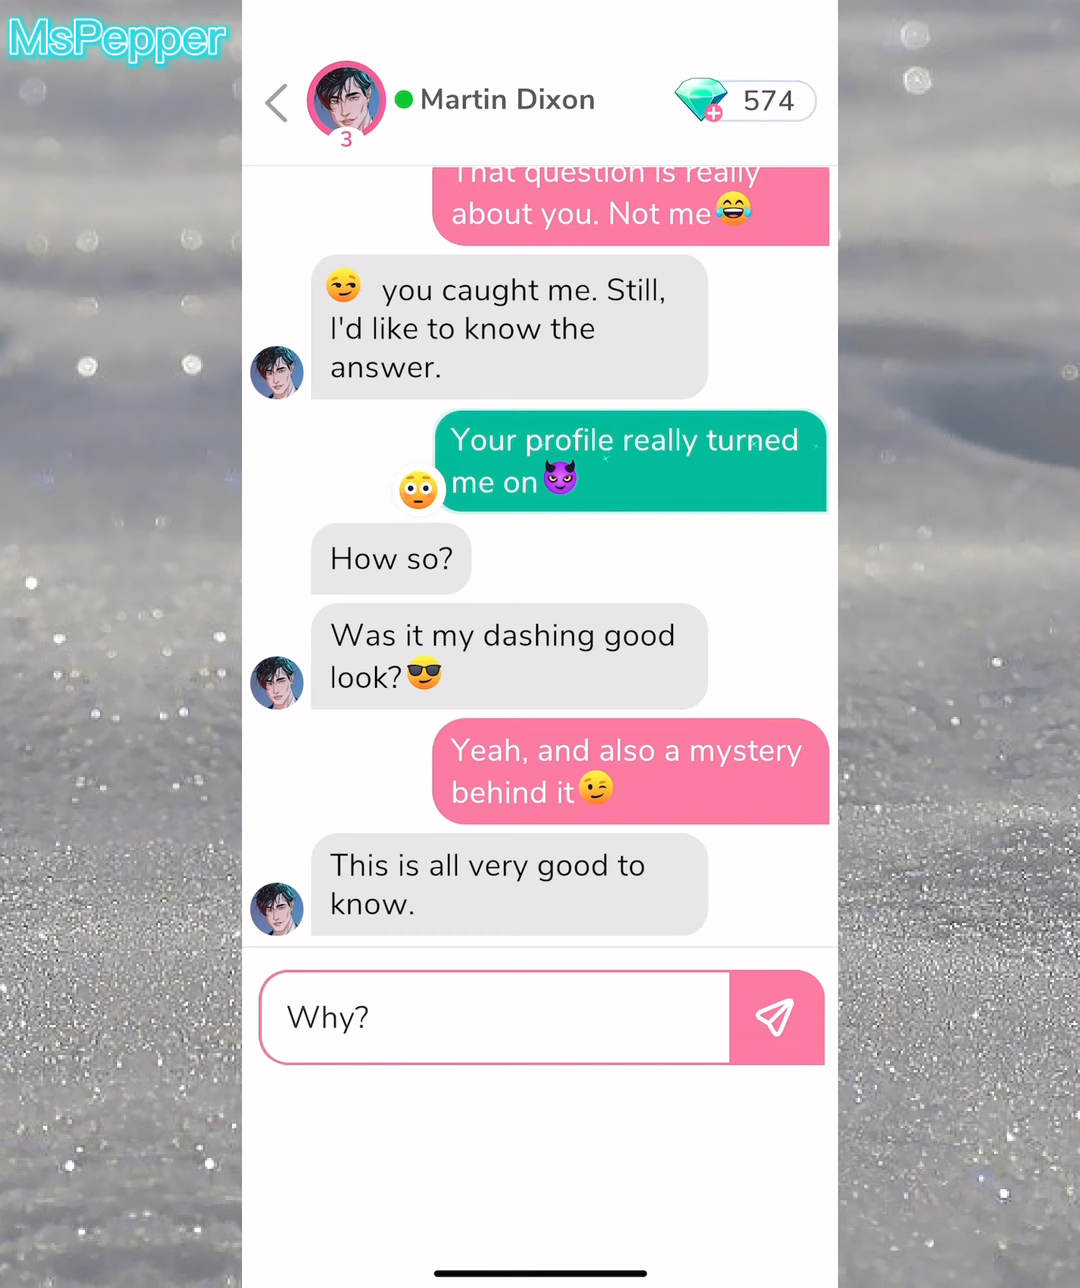 MsPepper
Martin Dixon
574
3
That question is really
about you. Not me😂
😏 you caught me. Still,
I'd like to know the
answer.
Your profile really turned
me on😈
😳
How so?
Was it my dashing good
look?😎
Yeah, and also a mystery
behind it😉
This is all very good to
know.
Why?